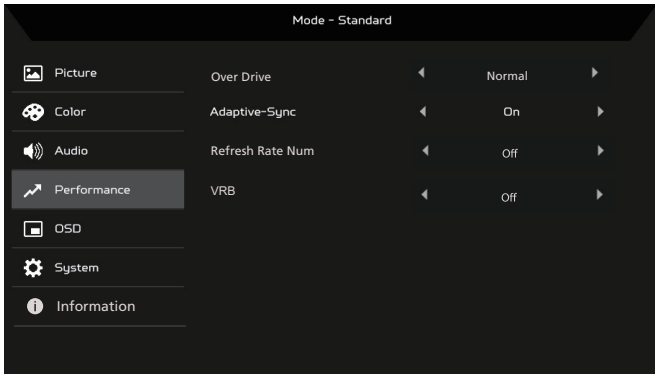 Mode - Standard
Picture
Over Drive Normal
Color
Adaptive-Sync On
Audio
Refresh Rate Num Off
Performance
VRB Off
OSD
System
Information